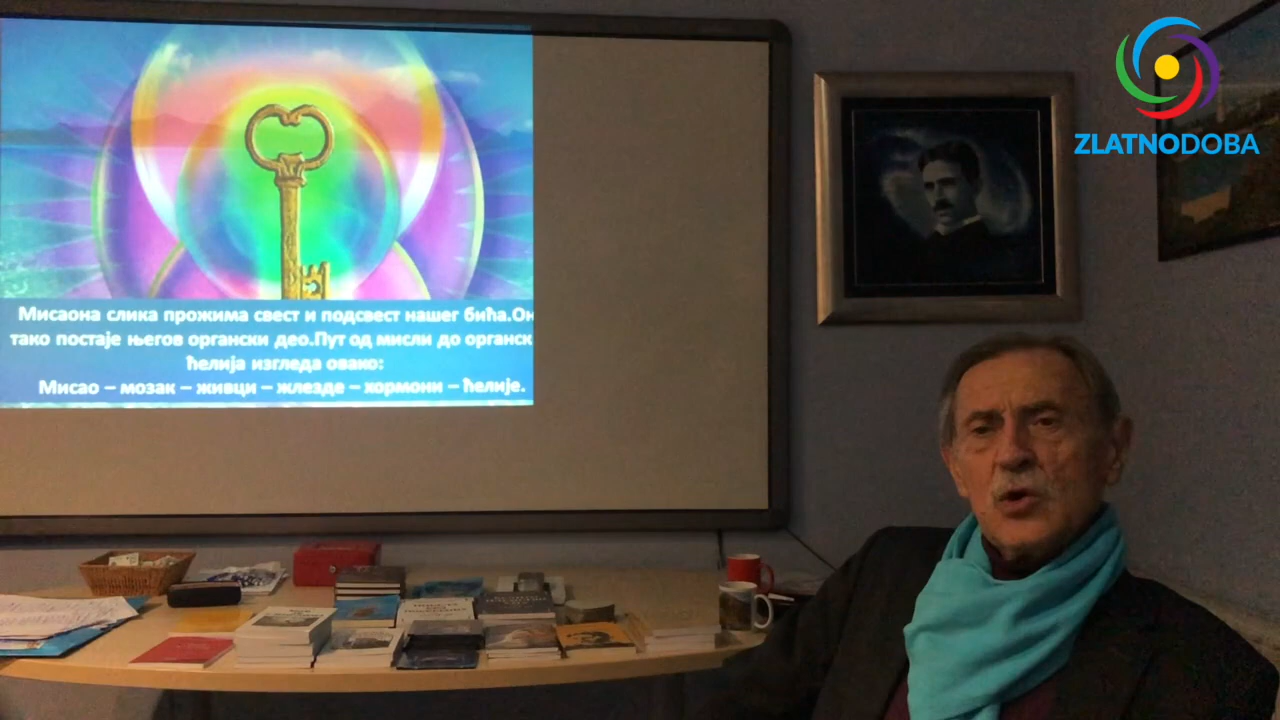 ZLATNODOBA
Мисаона слика прожима свест и подсвест нашег бића.Он
тако постаје његов органски део.Пут од мисли до органск
ћелија изгледа овако:
Мисао – мозак – живци – жлезде – хормони – ћелије.